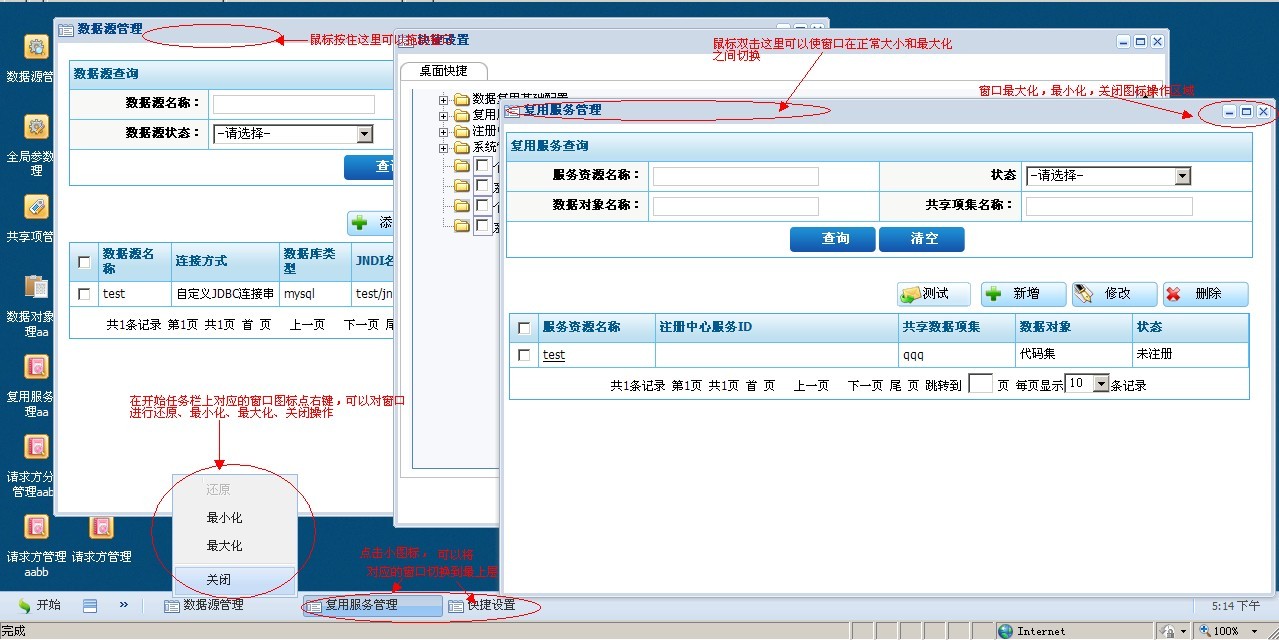 数据源管理
鼠标按住这里可以拖动窗口
快捷设置
鼠标双击这里可以使窗口在正常大小和最大化
之间切换
窗口最大化，最小化，关闭图标操作区域
数据源管
全局参数
理
共享项管
数据对象
理aa
复用服务
理aa
请求方分
管理aab
请求方管理
aabb
请求方管理
数据源查询
数据源名称：
数据源状态：
-请选择-
查询
添
数据源名称
连接方式
数据库类型
JNDI名
test
自定义JDBC连接串
mysql
test/jn
共1条记录 第1页 共1页 首 页 上一页 下一页 尾
桌面快捷
数据复用基础配置
复用
注册中
系统管
复用服务管理
复用服务查询
服务资源名称：
状态
-请选择-
数据对象名称：
共享项集名称：
查询
清空
测试
新增
修改
删除
服务资源名称
注册中心服务ID
共享数据项集
数据对象
状态
test
qqq
代码集
未注册
共1条记录 第1页 共1页 首 页 上一页 下一页 尾 页 跳转到 页 每页显示 10 条记录
在开始任务栏上对应的窗口图标点右键，可以对窗口
进行还原、最小化、最大化、关闭操作
还原
最小化
最大化
关闭
点击小图标，可以将
对应的窗口切换到最上层
开始
»
数据源管理
复用服务管理
快捷设置
5:14 下午
完成
Internet
100%